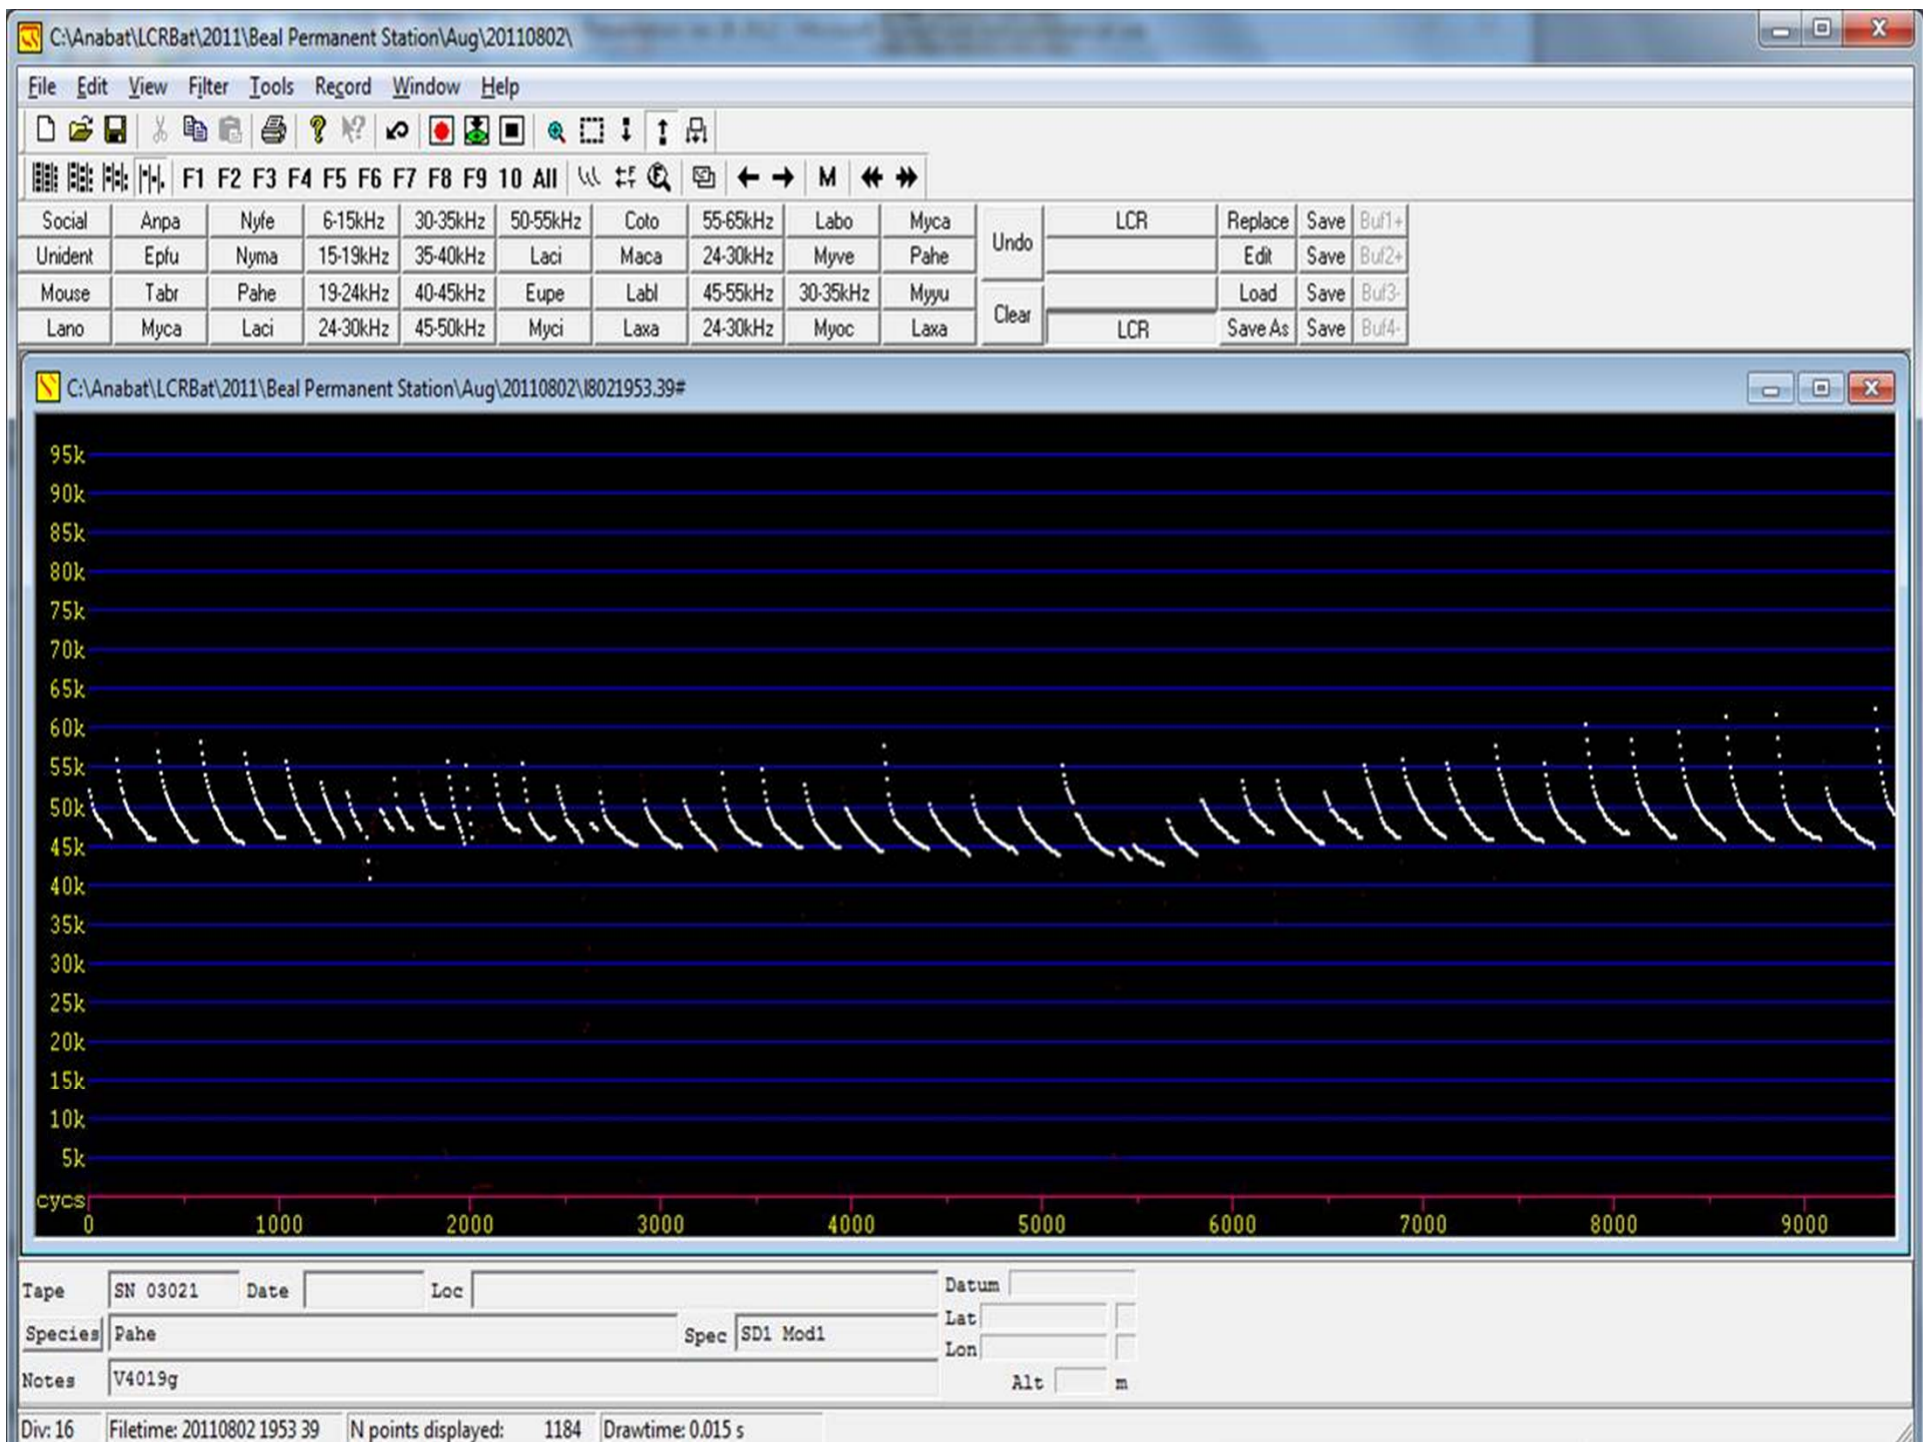 C:\Anabat\LCRBat\2011\Beal Permanent Station\Aug\20110802\
File Edit View Filter Tools Record Window Help
F1 F2 F3 F4 F5 F6 F7 F8 F9 10 All M
Social Anpa Nyfe 6-15kHz 30-35kHz 50-55kHz Coto 55-65kHz Labo Myca Undo LCR Replace Save Buf1+
Unident Epfu Nyma 15-19kHz 35-40kHz Laci Maca 24-30kHz Myve Pahe Edit Save Buf2+
Mouse Tabr Pahe 19-24kHz 40-45kHz Eupe Labl 45-55kHz 30-35kHz Myyu Clear Load Save Buf3-
Lano Myca Laci 24-30kHz 45-50kHz Myci Laxa 24-30kHz Myoc Laxa LCR Save As Save Buf4-
C:\Anabat\LCRBat\2011\Beal Permanent Station\Aug\20110802\I8021953.39#
95k
90k
85k
80k
75k
70k
65k
60k
55k
50k
45k
40k
35k
30k
25k
20k
15k
10k
5k
cycs
0 1000 2000 3000 4000 5000 6000 7000 8000 9000
Tape SN 03021 Date Loc Datum
Lat
Species Pahe Spec SD1 Mod1
Lon
Notes V4019g Alt m
Div: 16 Filetime: 20110802 1953 39 N points displayed: 1184 Drawtime: 0.015 s